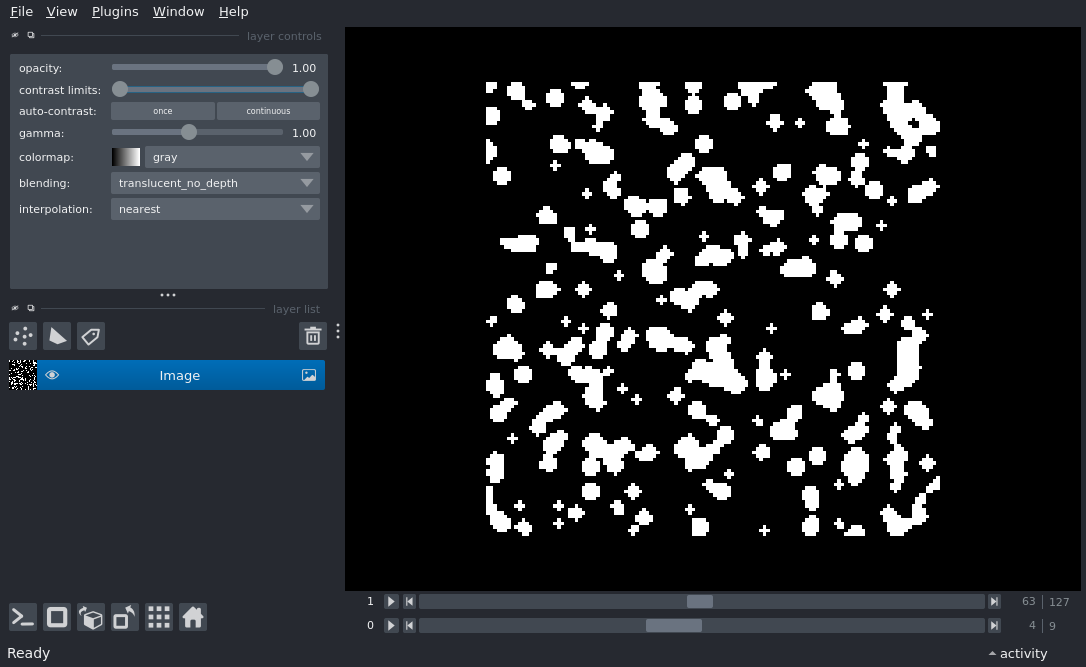 File View Plugins Window Help
layer controls
opacity: 1.00
contrast limits:
auto-contrast: once continuous
gamma: 1.00
colormap: gray
blending: translucent_no_depth
interpolation: nearest
layer list
Image
1 63 | 127
0 4 | 9
Ready activity